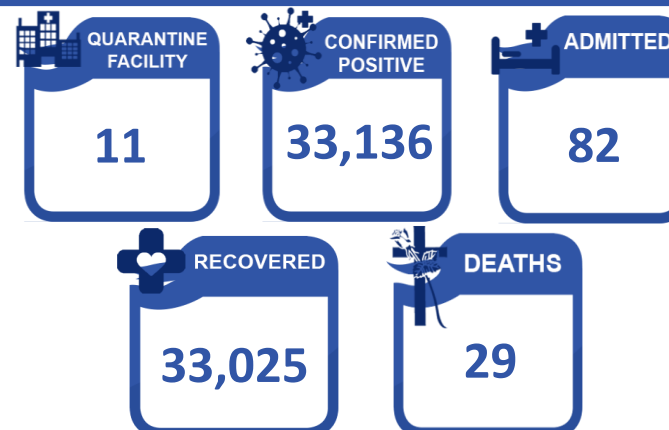 QUARANTINE
FACILITY
11
CONFIRMED
POSITIVE
33,136
ADMITTED
82
RECOVERED
33,025
DEATHS
29